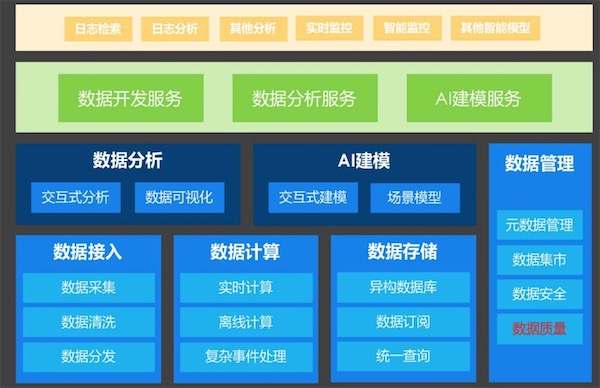 日志检索
日志分析
其他分析
实时监控
智能监控
其他智能模型
数据开发服务
数据分析服务
AI建模服务
数据分析
交互式分析
数据可视化
AI建模
交互式建模
场景模型
数据管理
元数据管理
数据集市
数据安全
数据质量
数据接入
数据采集
数据清洗
数据分发
数据计算
实时计算
离线计算
复杂事件处理
数据存储
异构数据库
数据订阅
统一查询